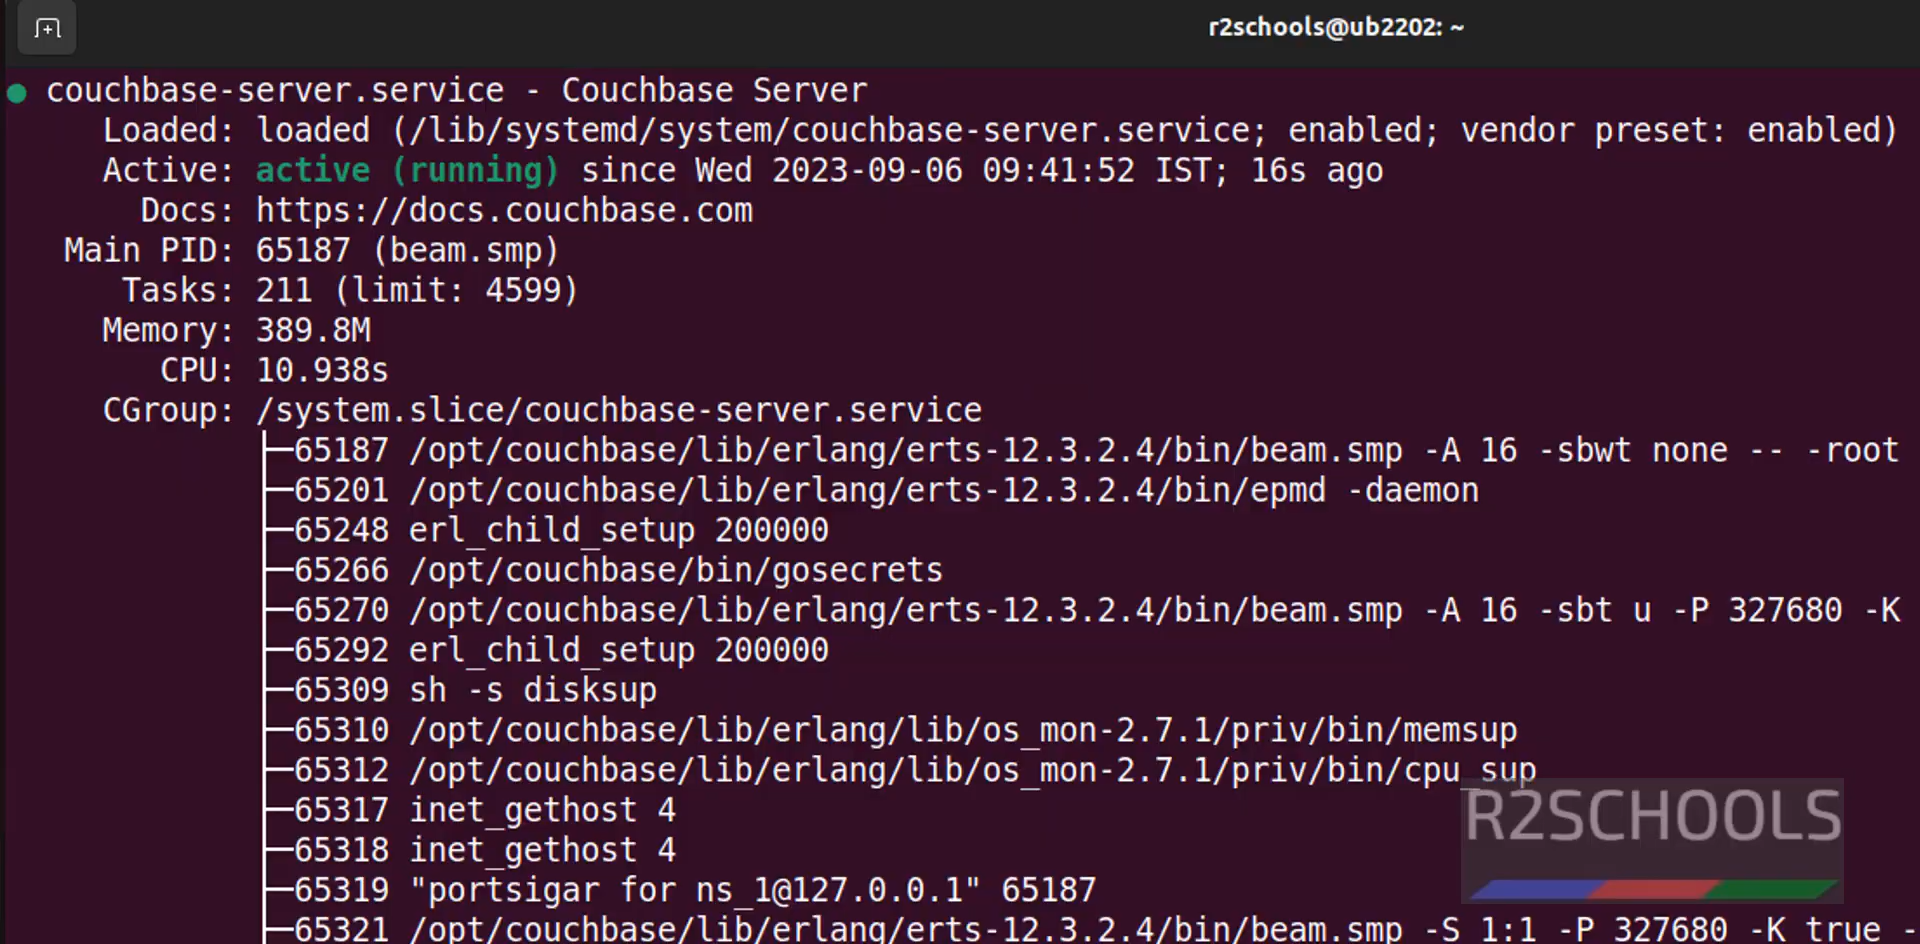 r2schools@ub2202: ~
● couchbase-server.service - Couchbase Server
Loaded: loaded (/lib/systemd/system/couchbase-server.service; enabled; vendor preset: enabled)
Active: active (running) since Wed 2023-09-06 09:41:52 IST; 16s ago
Docs: https://docs.couchbase.com
Main PID: 65187 (beam.smp)
Tasks: 211 (limit: 4599)
Memory: 389.8M
CPU: 10.938s
CGroup: /system.slice/couchbase-server.service
├─65187 /opt/couchbase/lib/erlang/erts-12.3.2.4/bin/beam.smp -A 16 -sbwt none -- -root
├─65201 /opt/couchbase/lib/erlang/erts-12.3.2.4/bin/epmd -daemon
├─65248 erl_child_setup 200000
├─65266 /opt/couchbase/bin/gosecrets
├─65270 /opt/couchbase/lib/erlang/erts-12.3.2.4/bin/beam.smp -A 16 -sbt u -P 327680 -K
├─65292 erl_child_setup 200000
├─65309 sh -s disksup
├─65310 /opt/couchbase/lib/erlang/lib/os_mon-2.7.1/priv/bin/memsup
├─65312 /opt/couchbase/lib/erlang/lib/os_mon-2.7.1/priv/bin/cpu_sup
├─65317 inet_gethost 4
├─65318 inet_gethost 4
├─65319 "portsigar for ns_1@127.0.0.1" 65187
├─65321 /opt/couchbase/lib/erlang/erts-12.3.2.4/bin/beam.smp -S 1:1 -P 327680 -K true -
R2SCHOOLS